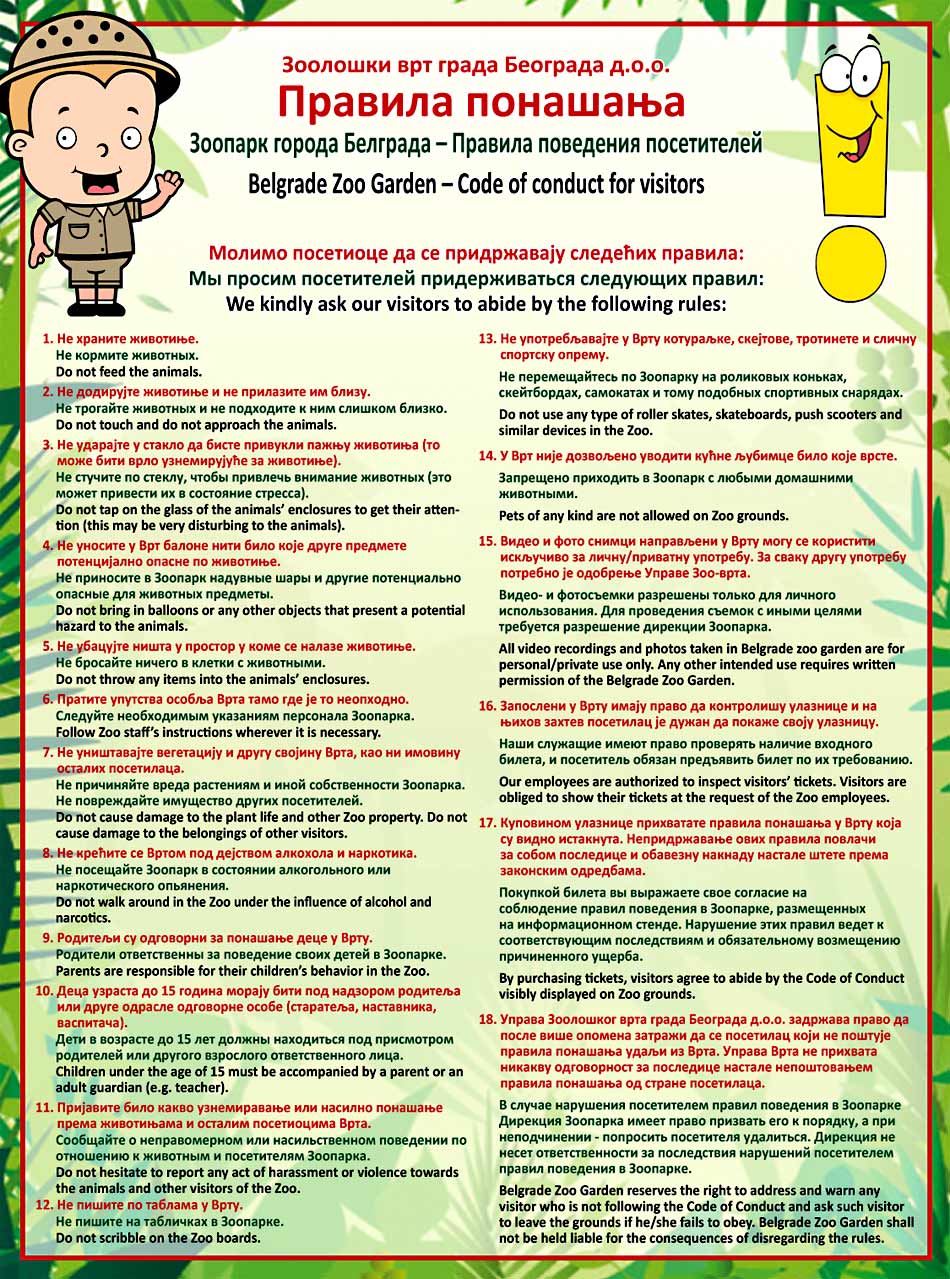 Зоолошки врт града Београда д.о.о.
Правила понашања
Зоопарк города Белграда – Правила поведения посетителей
Belgrade Zoo Garden – Code of conduct for visitors
Молимо посетиоце да се придржавају следећих правила:
Мы просим посетителей придерживаться следующих правил:
We kindly ask our visitors to abide by the following rules:
1. Не храните животиње.
Не кормите животных.
Do not feed the animals.
2. Не додирујте животиње и не прилазите им близу.
Не трогайте животных и не подходите к ним слишком близко.
Do not touch and do not approach the animals.
3. Не ударајте у стакло да бисте привукли пажњу животиња (то
може бити врло узнемирујуће за животиње).
Не стучите по стеклу, чтобы привлечь внимание животных (это
может привести их в состояние стресса).
Do not tap on the glass of the animals’ enclosures to get their atten-
tion (this may be very disturbing to the animals).
4. Не уносите у Врт балоне нити било које друге предмете
потенцијално опасне по животиње.
Не приносите в Зоопарк надувные шары и другие потенциально
опасные для животных предметы.
Do not bring in balloons or any other objects that present a potential
hazard to the animals.
5. Не убацујте ништа у простор у коме се налазе животиње.
Не бросайте ничего в клетки с животными.
Do not throw any items into the animals’ enclosures.
6. Пратите упутства особља Врта тамо где је то неопходно.
Следуйте необходимым указаниям персонала Зоопарка.
Follow Zoo staff’s instructions wherever it is necessary.
7. Не уништавајте вегетацију и другу својину Врта, као ни имовину
осталих посетилаца.
Не причиняйте вреда растениям и иной собственности Зоопарка.
Не повреждайте имущество других посетителей.
Do not cause damage to the plant life and other Zoo property. Do not
cause damage to the belongings of other visitors.
8. Не крећите се Вртом под дејством алкохола и наркотика.
Не посещайте Зоопарк в состоянии алкогольного или
наркотического опьянения.
Do not walk around in the Zoo under the influence of alcohol and
narcotics.
9. Родитељи су одговорни за понашање деце у Врту.
Родители ответственны за поведение своих детей в Зоопарке.
Parents are responsible for their children’s behavior in the Zoo.
10. Деца узраста до 15 година морају бити под надзором родитеља
или друге одрасле одговорне особе (старатеља, наставника,
васпитача).
Дети в возрасте до 15 лет должны находиться под присмотром
родителей или другого взрослого ответственного лица.
Children under the age of 15 must be accompanied by a parent or an
adult guardian (e.g. teacher).
11. Пријавите било какво узнемиравање или насилно понашање
према животињама и осталим посетиоцима Врта.
Сообщайте о неправомерном или насильственном поведении по
отношению к животным и посетителям Зоопарка.
Do not hesitate to report any act of harassment or violence towards
the animals and other visitors of the Zoo.
12. Не пишите по таблама у Врту.
Не пишите на табличках в Зоопарке.
Do not scribble on the Zoo boards.
13. Не употребљавајте у Врту котураљке, скејтове, тротинете и сличну
спортску опрему.
Не перемещайтесь по Зоопарку на роликовых коньках,
скейтбордах, самокатах и тому подобных спортивных снарядах.
Do not use any type of roller skates, skateboards, push scooters and
similar devices in the Zoo.
14. У Врт није дозвољено уводити кућне љубимце било које врсте.
Запрещено приходить в Зоопарк с любыми домашними
животными.
Pets of any kind are not allowed on Zoo grounds.
15. Видео и фото снимци направљени у Врту могу се користити
искључиво за личну/приватну употребу. За сваку другу употребу
потребно је одобрење Управе Зоо-врта.
Видео- и фотосъемки разрешены только для личного
использования. Для проведения съемок с иными целями
требуется разрешение дирекции Зоопарка.
All video recordings and photos taken in Belgrade zoo garden are for
personal/private use only. Any other intended use requires written
permission of the Belgrade Zoo Garden.
16. Запослени у Врту имају право да контролишу улазнице и на
њихов захтев посетилац је дужан да покаже своју улазницу.
Наши служащие имеют право проверять наличие входного
билета, и посетитель обязан предъявить билет по их требованию.
Our employees are authorized to inspect visitors’ tickets. Visitors are
obliged to show their tickets at the request of the Zoo employees.
17. Куповином улазнице прихватате правила понашања у Врту која
су видно истакнута. Непридржавање ових правила повлачи
за собом последице и обавезну накнаду настале штете према
законским одредбама.
Покупкой билета вы выражаете свое согласие на
соблюдение правил поведения в Зоопарке, размещенных
на информационном стенде. Нарушение этих правил ведет к
соответствующим последствиям и обязательному возмещению
причиненного ущерба.
By purchasing tickets, visitors agree to abide by the Code of Conduct
visibly displayed on Zoo grounds.
18. Управа Зоолошког врта града Београда д.о.о. задржава право да
после више опомена затражи да се посетилац који не поштује
правила понашања удаљи из Врта. Управа Врта не прихвата
никакву одговорност за последице настале непоштовањем
правила понашања од стране посетилаца.
В случае нарушения посетителем правил поведения в Зоопарке
Дирекция Зоопарка имеет право призвать его к порядку, а при
неподчинении - попросить посетителя удалиться. Дирекция не
несет ответственности за последствия нарушений посетителем
правил поведения в Зоопарке.
Belgrade Zoo Garden reserves the right to address and warn any
visitor who is not following the Code of Conduct and ask such visitor
to leave the grounds if he/she fails to obey. Belgrade Zoo Garden shall
not be held liable for the consequences of disregarding the rules.